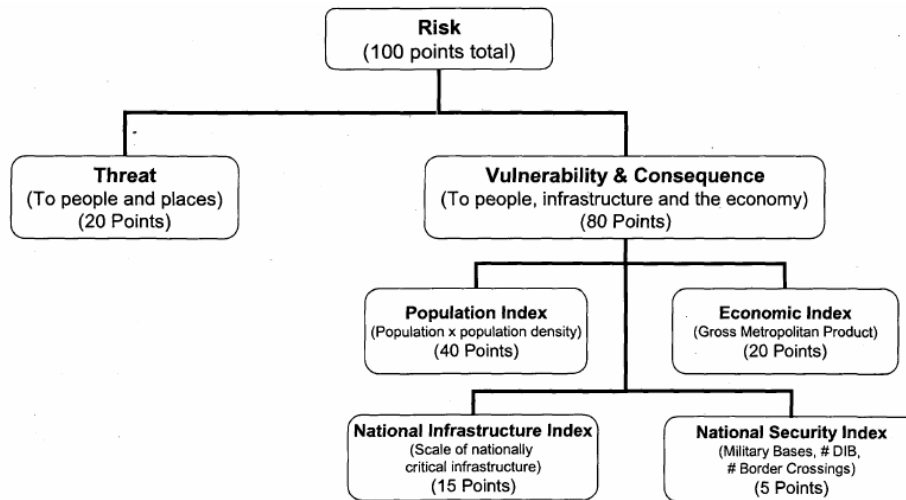 Risk
(100 points total)
Threat
(To people and places)
(20 Points)
Vulnerability & Consequence
(To people, infrastructure and the economy)
(80 Points)
Population Index
(Population x population density)
(40 Points)
Economic Index
(Gross Metropolitan Product)
(20 Points)
National Infrastructure Index
(Scale of nationally
critical infrastructure)
(15 Points)
National Security Index
(Military Bases, # DIB,
# Border Crossings)
(5 Points)